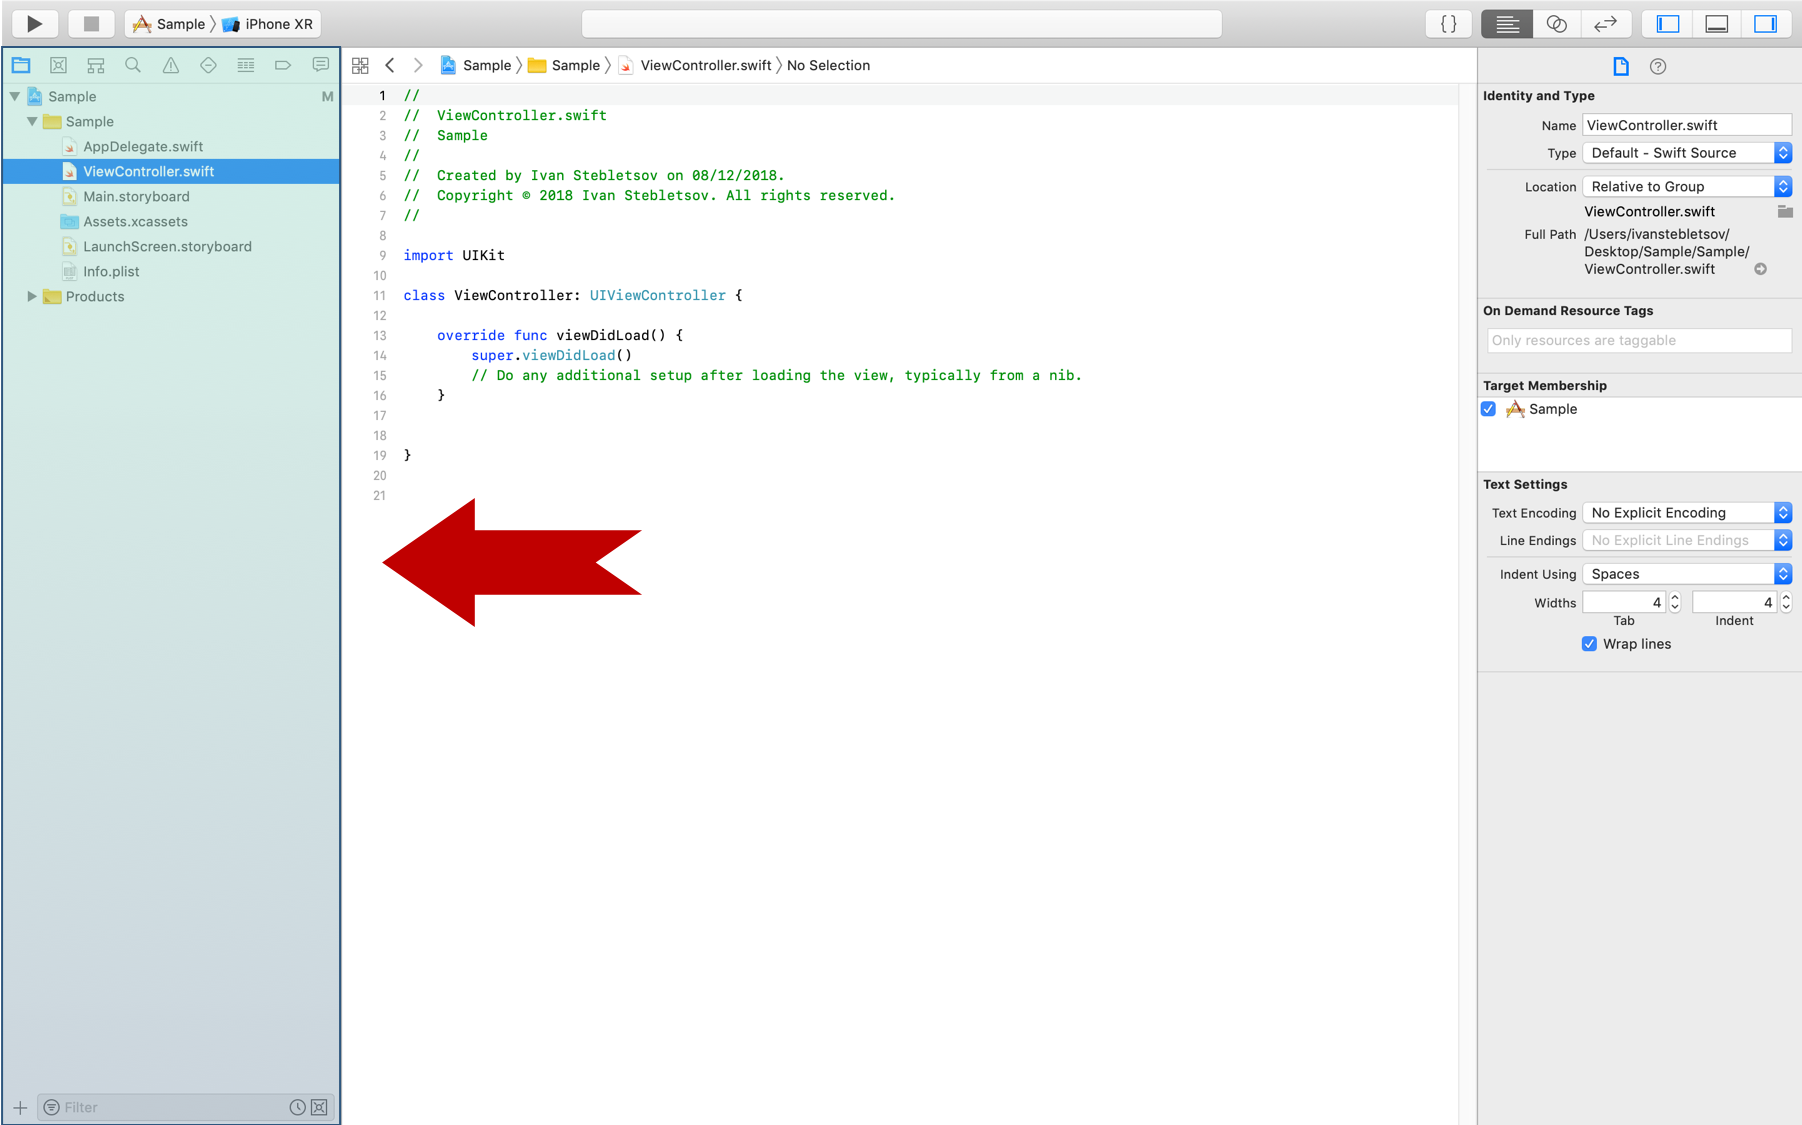 Sample 〉 iPhone XR
{ }
Sample 〉 Sample 〉 ViewController.swift 〉 No Selection
Sample M
Sample
AppDelegate.swift
ViewController.swift
Main.storyboard
Assets.xcassets
LaunchScreen.storyboard
Info.plist
Products
Filter
1 //
2 //  ViewController.swift
3 //  Sample
4 //
5 //  Created by Ivan Stebletsov on 08/12/2018.
6 //  Copyright © 2018 Ivan Stebletsov. All rights reserved.
7 //
8
9 import UIKit
10
11 class ViewController: UIViewController {
12
13     override func viewDidLoad() {
14         super.viewDidLoad()
15         // Do any additional setup after loading the view, typically from a nib.
16     }
17
18
19 }
20
21
Identity and Type
Name ViewController.swift
Type Default - Swift Source
Location Relative to Group
ViewController.swift
Full Path /Users/ivanstebletsov/
Desktop/Sample/Sample/
ViewController.swift
On Demand Resource Tags
Only resources are taggable
Target Membership
Sample
Text Settings
Text Encoding No Explicit Encoding
Line Endings No Explicit Line Endings
Indent Using Spaces
Widths 4 4
Tab Indent
Wrap lines